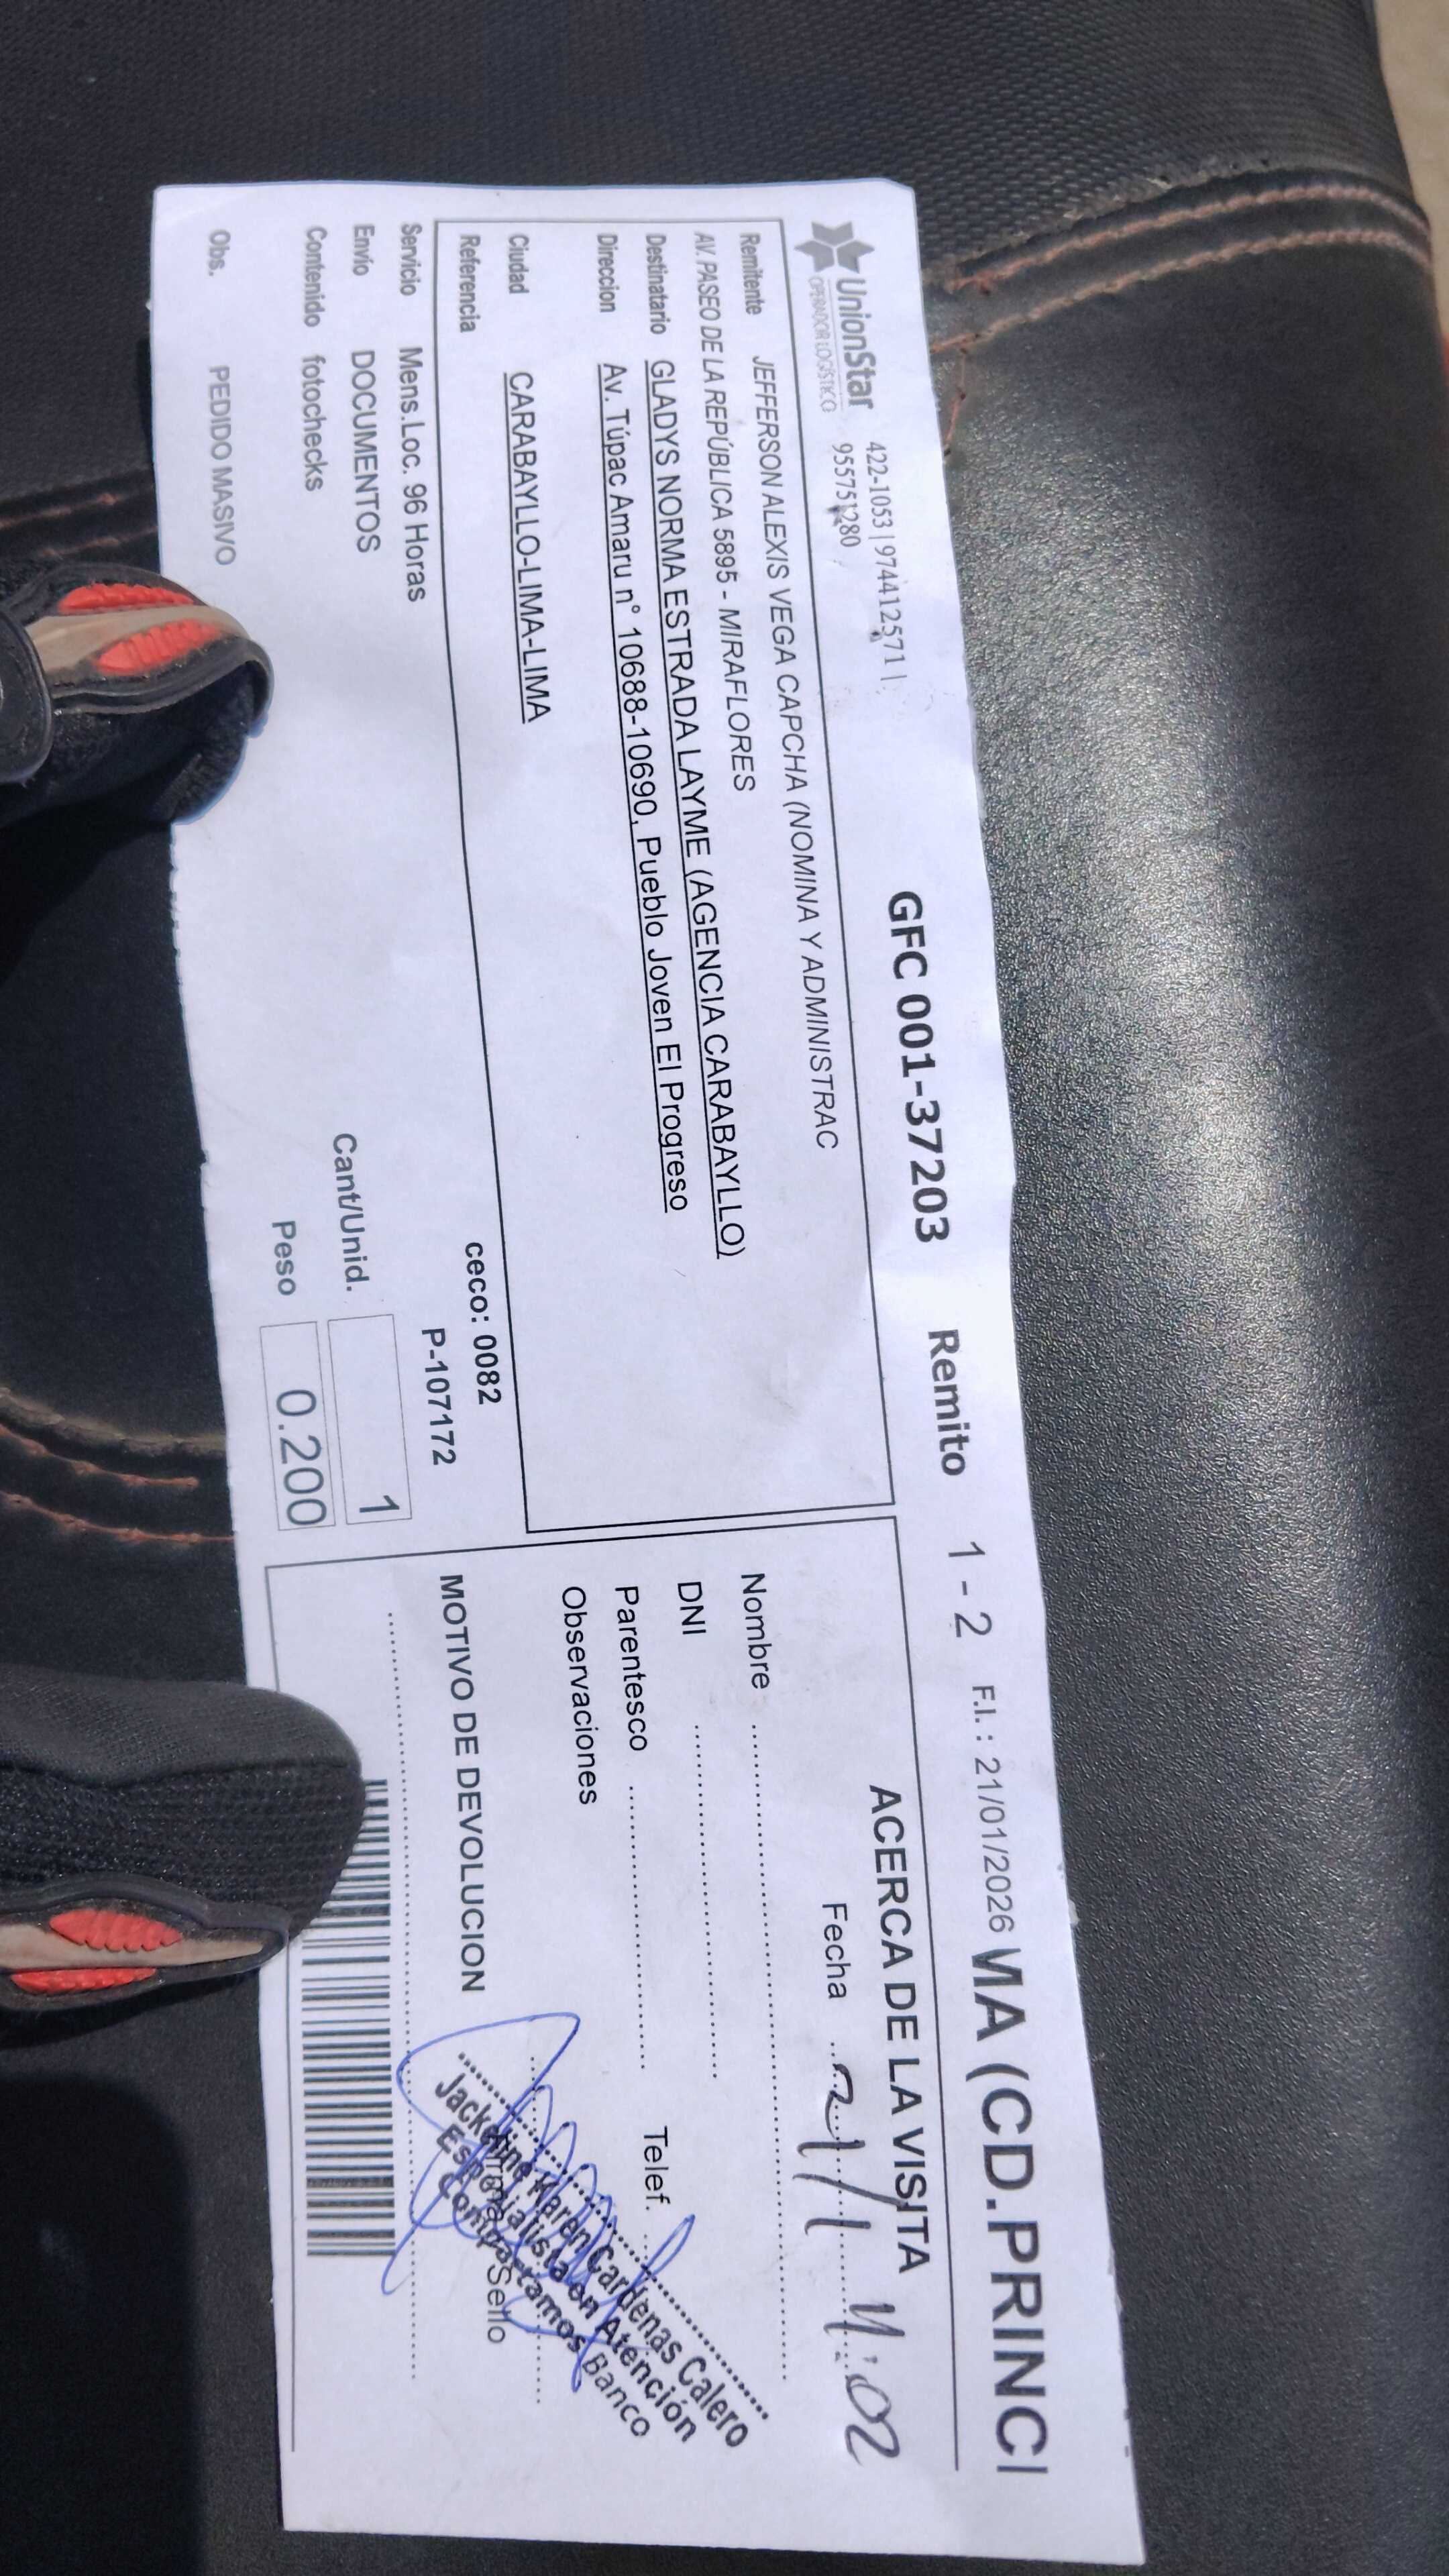 UnionStar
OPERADOR LOGÍSTICO
422-1053 | 974412571 |
955751280
GFC 001-37203 Remito 1 - 2 F.I. : 21/01/2026 MA (CD.PRINCI
Remitente JEFFERSON ALEXIS VEGA CAPCHA (NOMINA Y ADMINISTRAC
AV. PASEO DE LA REPÚBLICA 5895 - MIRAFLORES
Destinatario GLADYS NORMA ESTRADA LAYME (AGENCIA CARABAYLLO)
Direccion Av. Túpac Amaru n° 10688-10690, Pueblo Joven El Progreso
Ciudad CARABAYLLO-LIMA-LIMA
Referencia
ceco: 0082
Servicio Mens.Loc. 96 Horas
P-107172
Envío DOCUMENTOS
Cant/Unid. 1
Contenido fotochecks
Peso 0.200
Obs. PEDIDO MASIVO
ACERCA DE LA VISITA
Fecha 21/1 11:02
Nombre
DNI
Parentesco Telef.
Observaciones
MOTIVO DE DEVOLUCION
Sello
Jackeline Karen Cardenas Calero
Especialista en Atención
Compartamos Banco